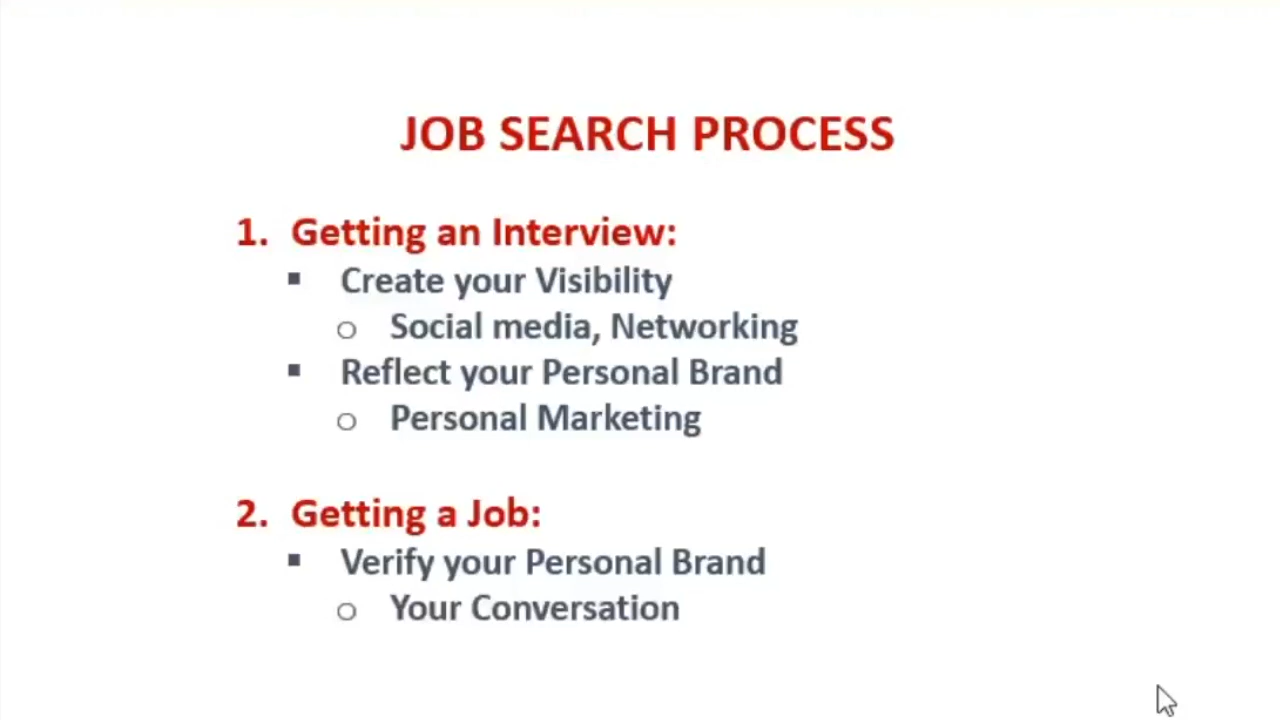 JOB SEARCH PROCESS
1. Getting an Interview:
▪ Create your Visibility
o Social media, Networking
▪ Reflect your Personal Brand
o Personal Marketing
2. Getting a Job:
▪ Verify your Personal Brand
o Your Conversation